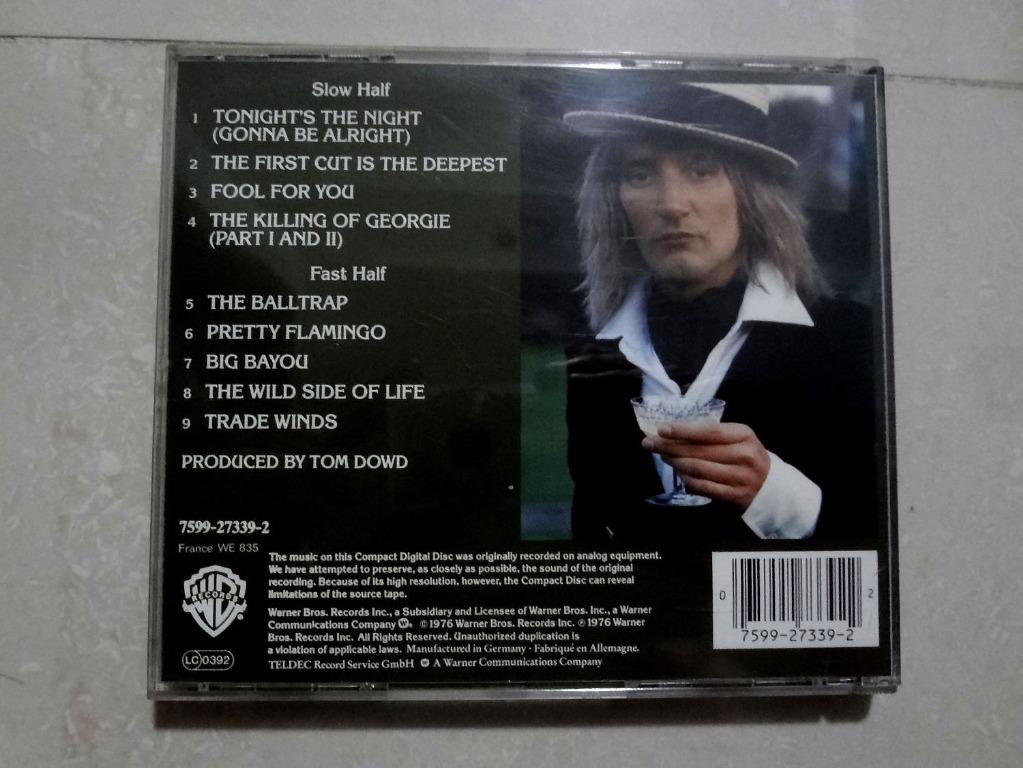 Slow Half
1 TONIGHT'S THE NIGHT
(GONNA BE ALRIGHT)
2 THE FIRST CUT IS THE DEEPEST
3 FOOL FOR YOU
4 THE KILLING OF GEORGIE
(PART I AND II)
Fast Half
5 THE BALLTRAP
6 PRETTY FLAMINGO
7 BIG BAYOU
8 THE WILD SIDE OF LIFE
9 TRADE WINDS
PRODUCED BY TOM DOWD
7599-27339-2
France WE 835
The music on this Compact Digital Disc was originally recorded on analog equipment.
We have attempted to preserve, as closely as possible, the sound of the original
recording. Because of its high resolution, however, the Compact Disc can reveal
limitations of the source tape.
Warner Bros. Records Inc., a Subsidiary and Licensee of Warner Bros. Inc., a Warner
Communications Company. ©1976 Warner Bros. Records Inc. ℗1976 Warner
Bros. Records Inc. All Rights Reserved. Unauthorized duplication is
a violation of applicable laws. Manufactured in Germany · Fabriqué en Allemagne.
TELDEC Record Service GmbH A Warner Communications Company
WB
RECORDS
®
LC 0392
0 2
7599-27339-2